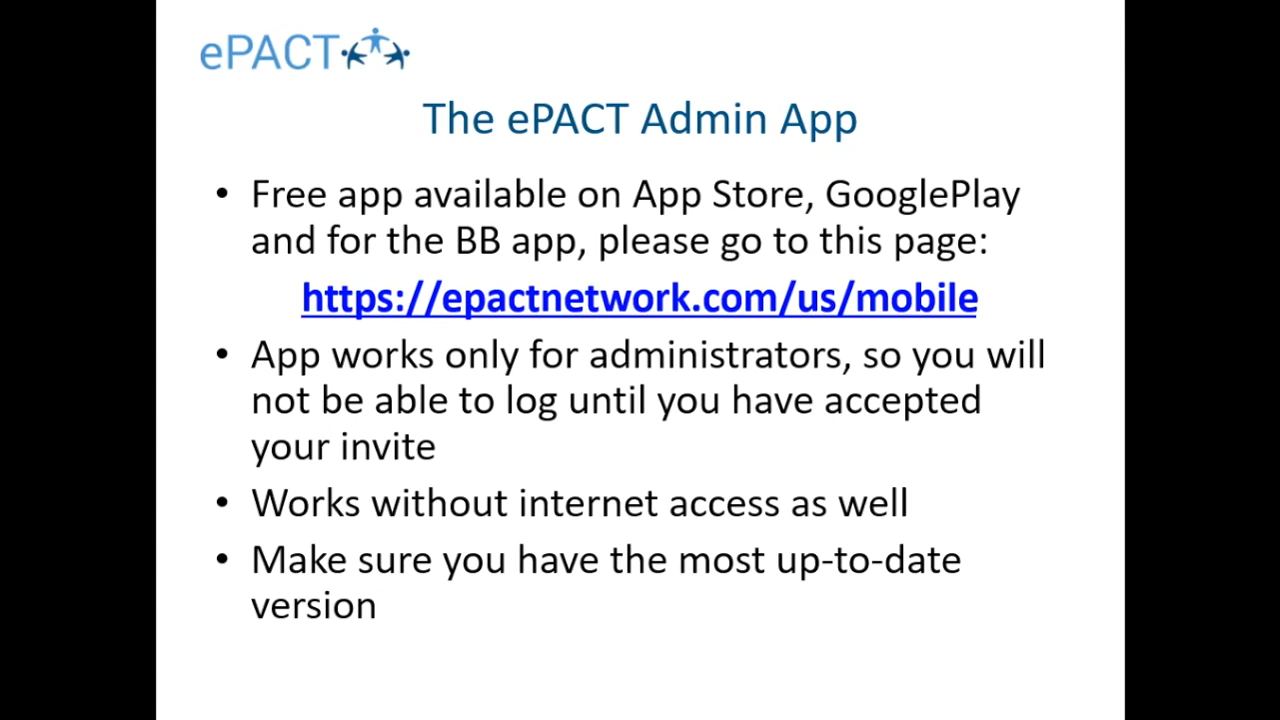 ePACT
The ePACT Admin App
• Free app available on App Store, GooglePlay
and for the BB app, please go to this page:
https://epactnetwork.com/us/mobile
• App works only for administrators, so you will
not be able to log until you have accepted
your invite
• Works without internet access as well
• Make sure you have the most up-to-date
version